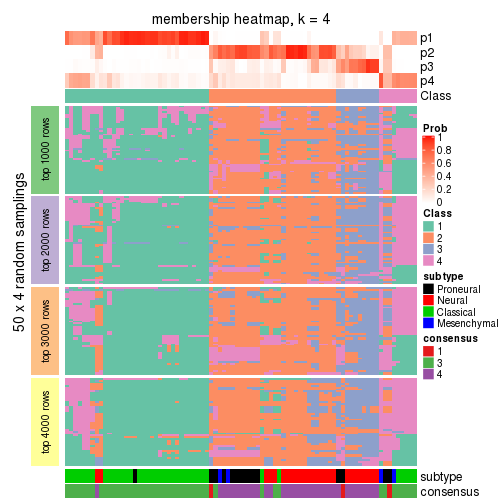 membership heatmap, k = 4
p1
p2
p3
p4
Class
50 x 4 random samplings
top 1000 rows
top 2000 rows
top 3000 rows
top 4000 rows
subtype
consensus
Prob
1
0.8
0.6
0.4
0.2
0
Class
1
2
3
4
subtype
Proneural
Neural
Classical
Mesenchymal
consensus
1
3
4